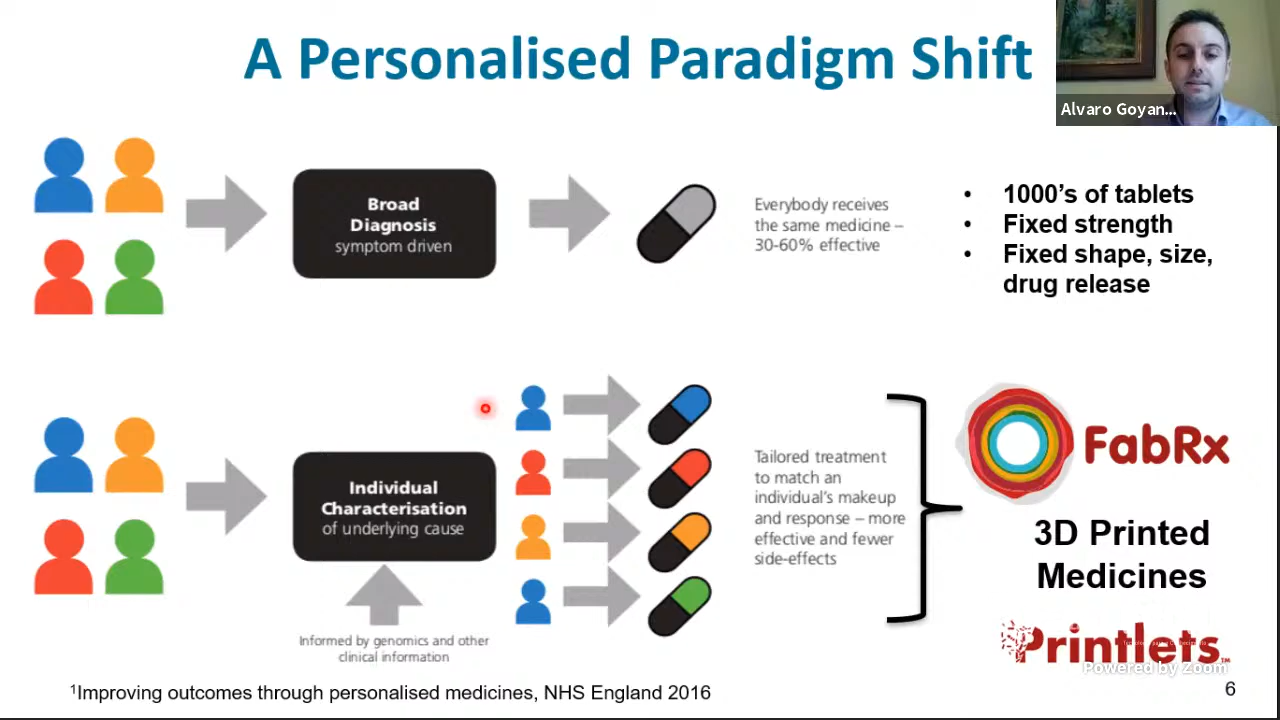 A Personalised Paradigm Shift
Alvaro Goyan...
Broad
Diagnosis
symptom driven
Everybody receives
the same medicine –
30-60% effective
• 1000’s of tablets
• Fixed strength
• Fixed shape, size,
drug release
Individual
Characterisation
of underlying cause
Informed by genomics and other
clinical information
Tailored treatment
to match an
individual’s makeup
and response – more
effective and fewer
side-effects
FabRx
3D Printed
Medicines
Printlets™
Powered by Zoom
¹Improving outcomes through personalised medicines, NHS England 2016
6